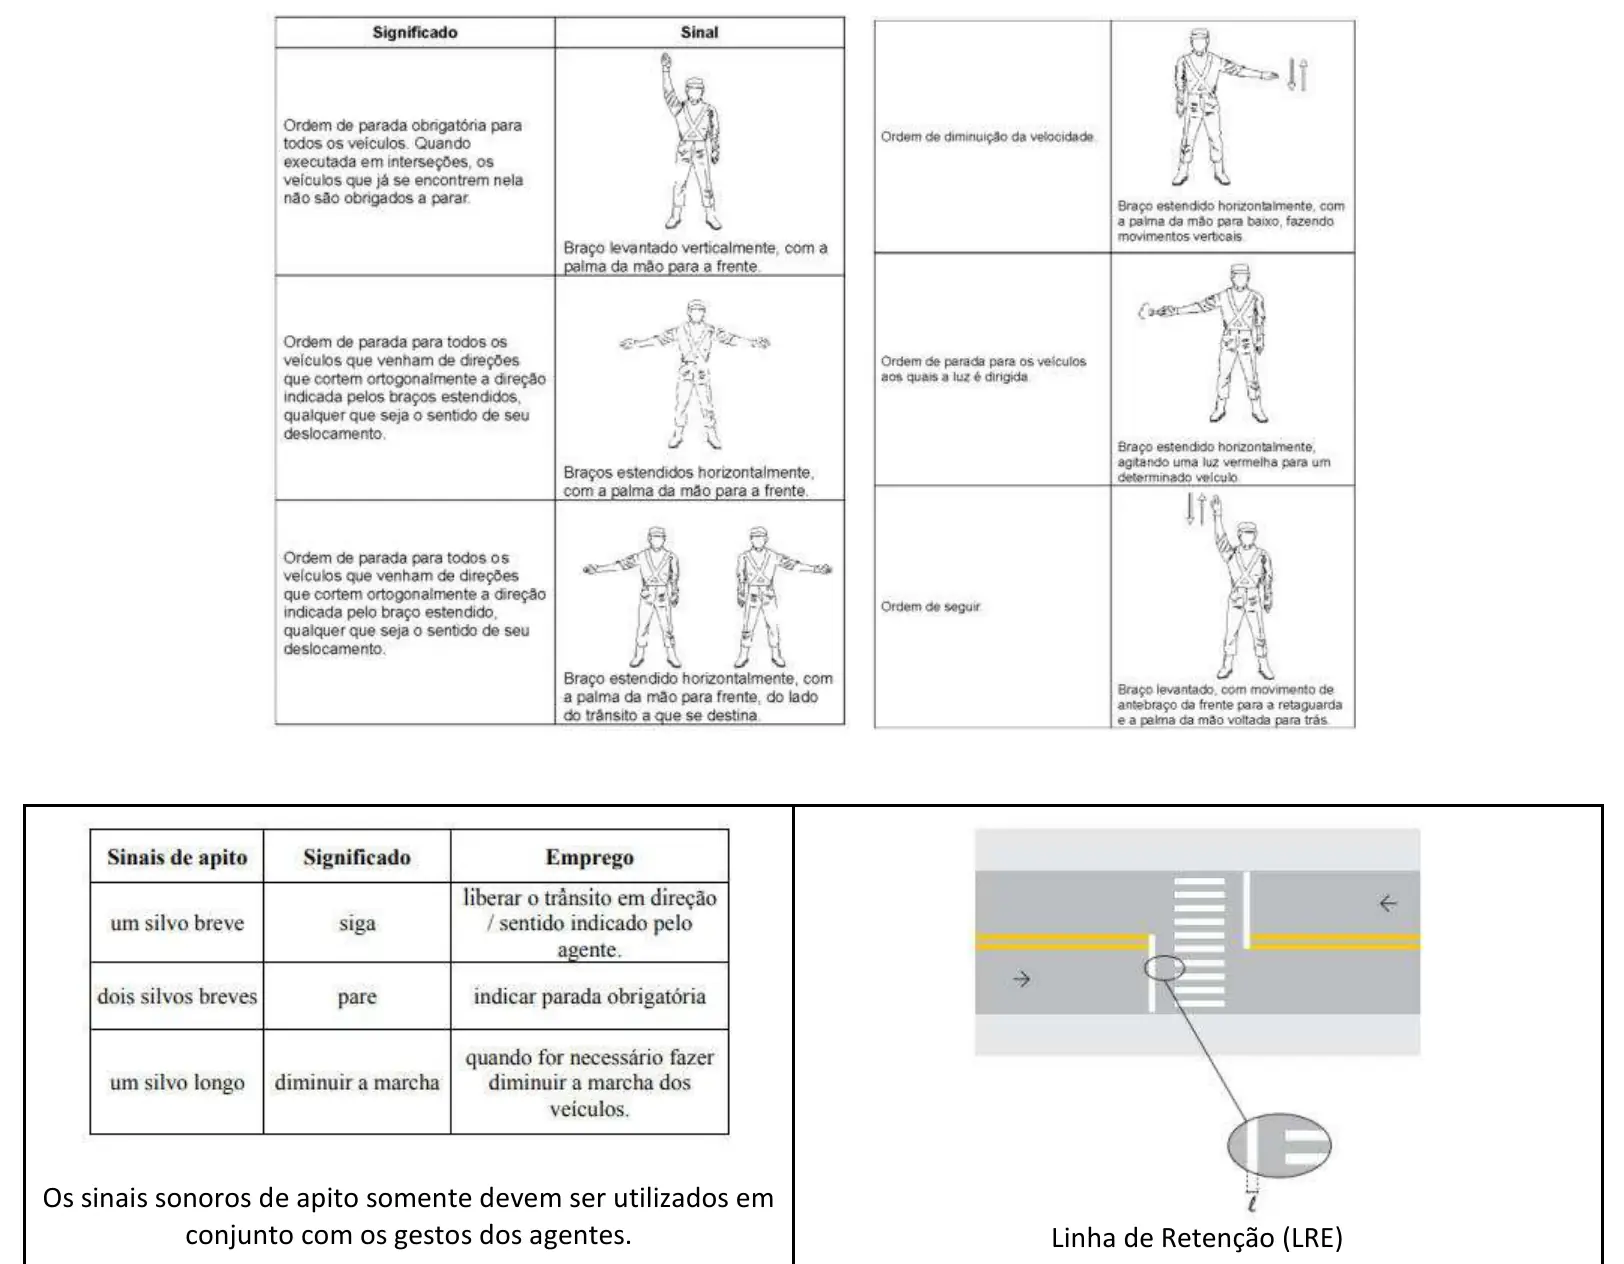 Significado
Sinal
Ordem de parada obrigatória para
todos os veículos. Quando
executada em interseções, os
veículos que já se encontrem nela
não são obrigados a parar.
Braço levantado verticalmente, com a
palma da mão para a frente.
Ordem de parada para todos os
veículos que venham de direções
que cortem ortogonalmente a direção
indicada pelos braços estendidos,
qualquer que seja o sentido de seu
deslocamento.
Braços estendidos horizontalmente,
com a palma da mão para a frente.
Ordem de parada para todos os
veículos que venham de direções
que cortem ortogonalmente a direção
indicada pelo braço estendido,
qualquer que seja o sentido de seu
deslocamento.
Braço estendido horizontalmente, com
a palma da mão para frente, do lado
do trânsito a que se destina.
Ordem de diminuição da velocidade.
Braço estendido horizontalmente, com
a palma da mão para baixo, fazendo
movimentos verticais.
Ordem de parada para os veículos
aos quais a luz é dirigida.
Braço estendido horizontalmente,
agitando uma luz vermelha para um
determinado veículo.
Ordem de seguir.
Braço levantado, com movimento de
antebraço da frente para a retaguarda
e a palma da mão voltada para trás.
Sinais de apito
Significado
Emprego
um silvo breve
siga
liberar o trânsito em direção
/ sentido indicado pelo
agente.
dois silvos breves
pare
indicar parada obrigatória
um silvo longo
diminuir a marcha
quando for necessário fazer
diminuir a marcha dos
veículos.
Os sinais sonoros de apito somente devem ser utilizados em
conjunto com os gestos dos agentes.
ℓ
Linha de Retenção (LRE)